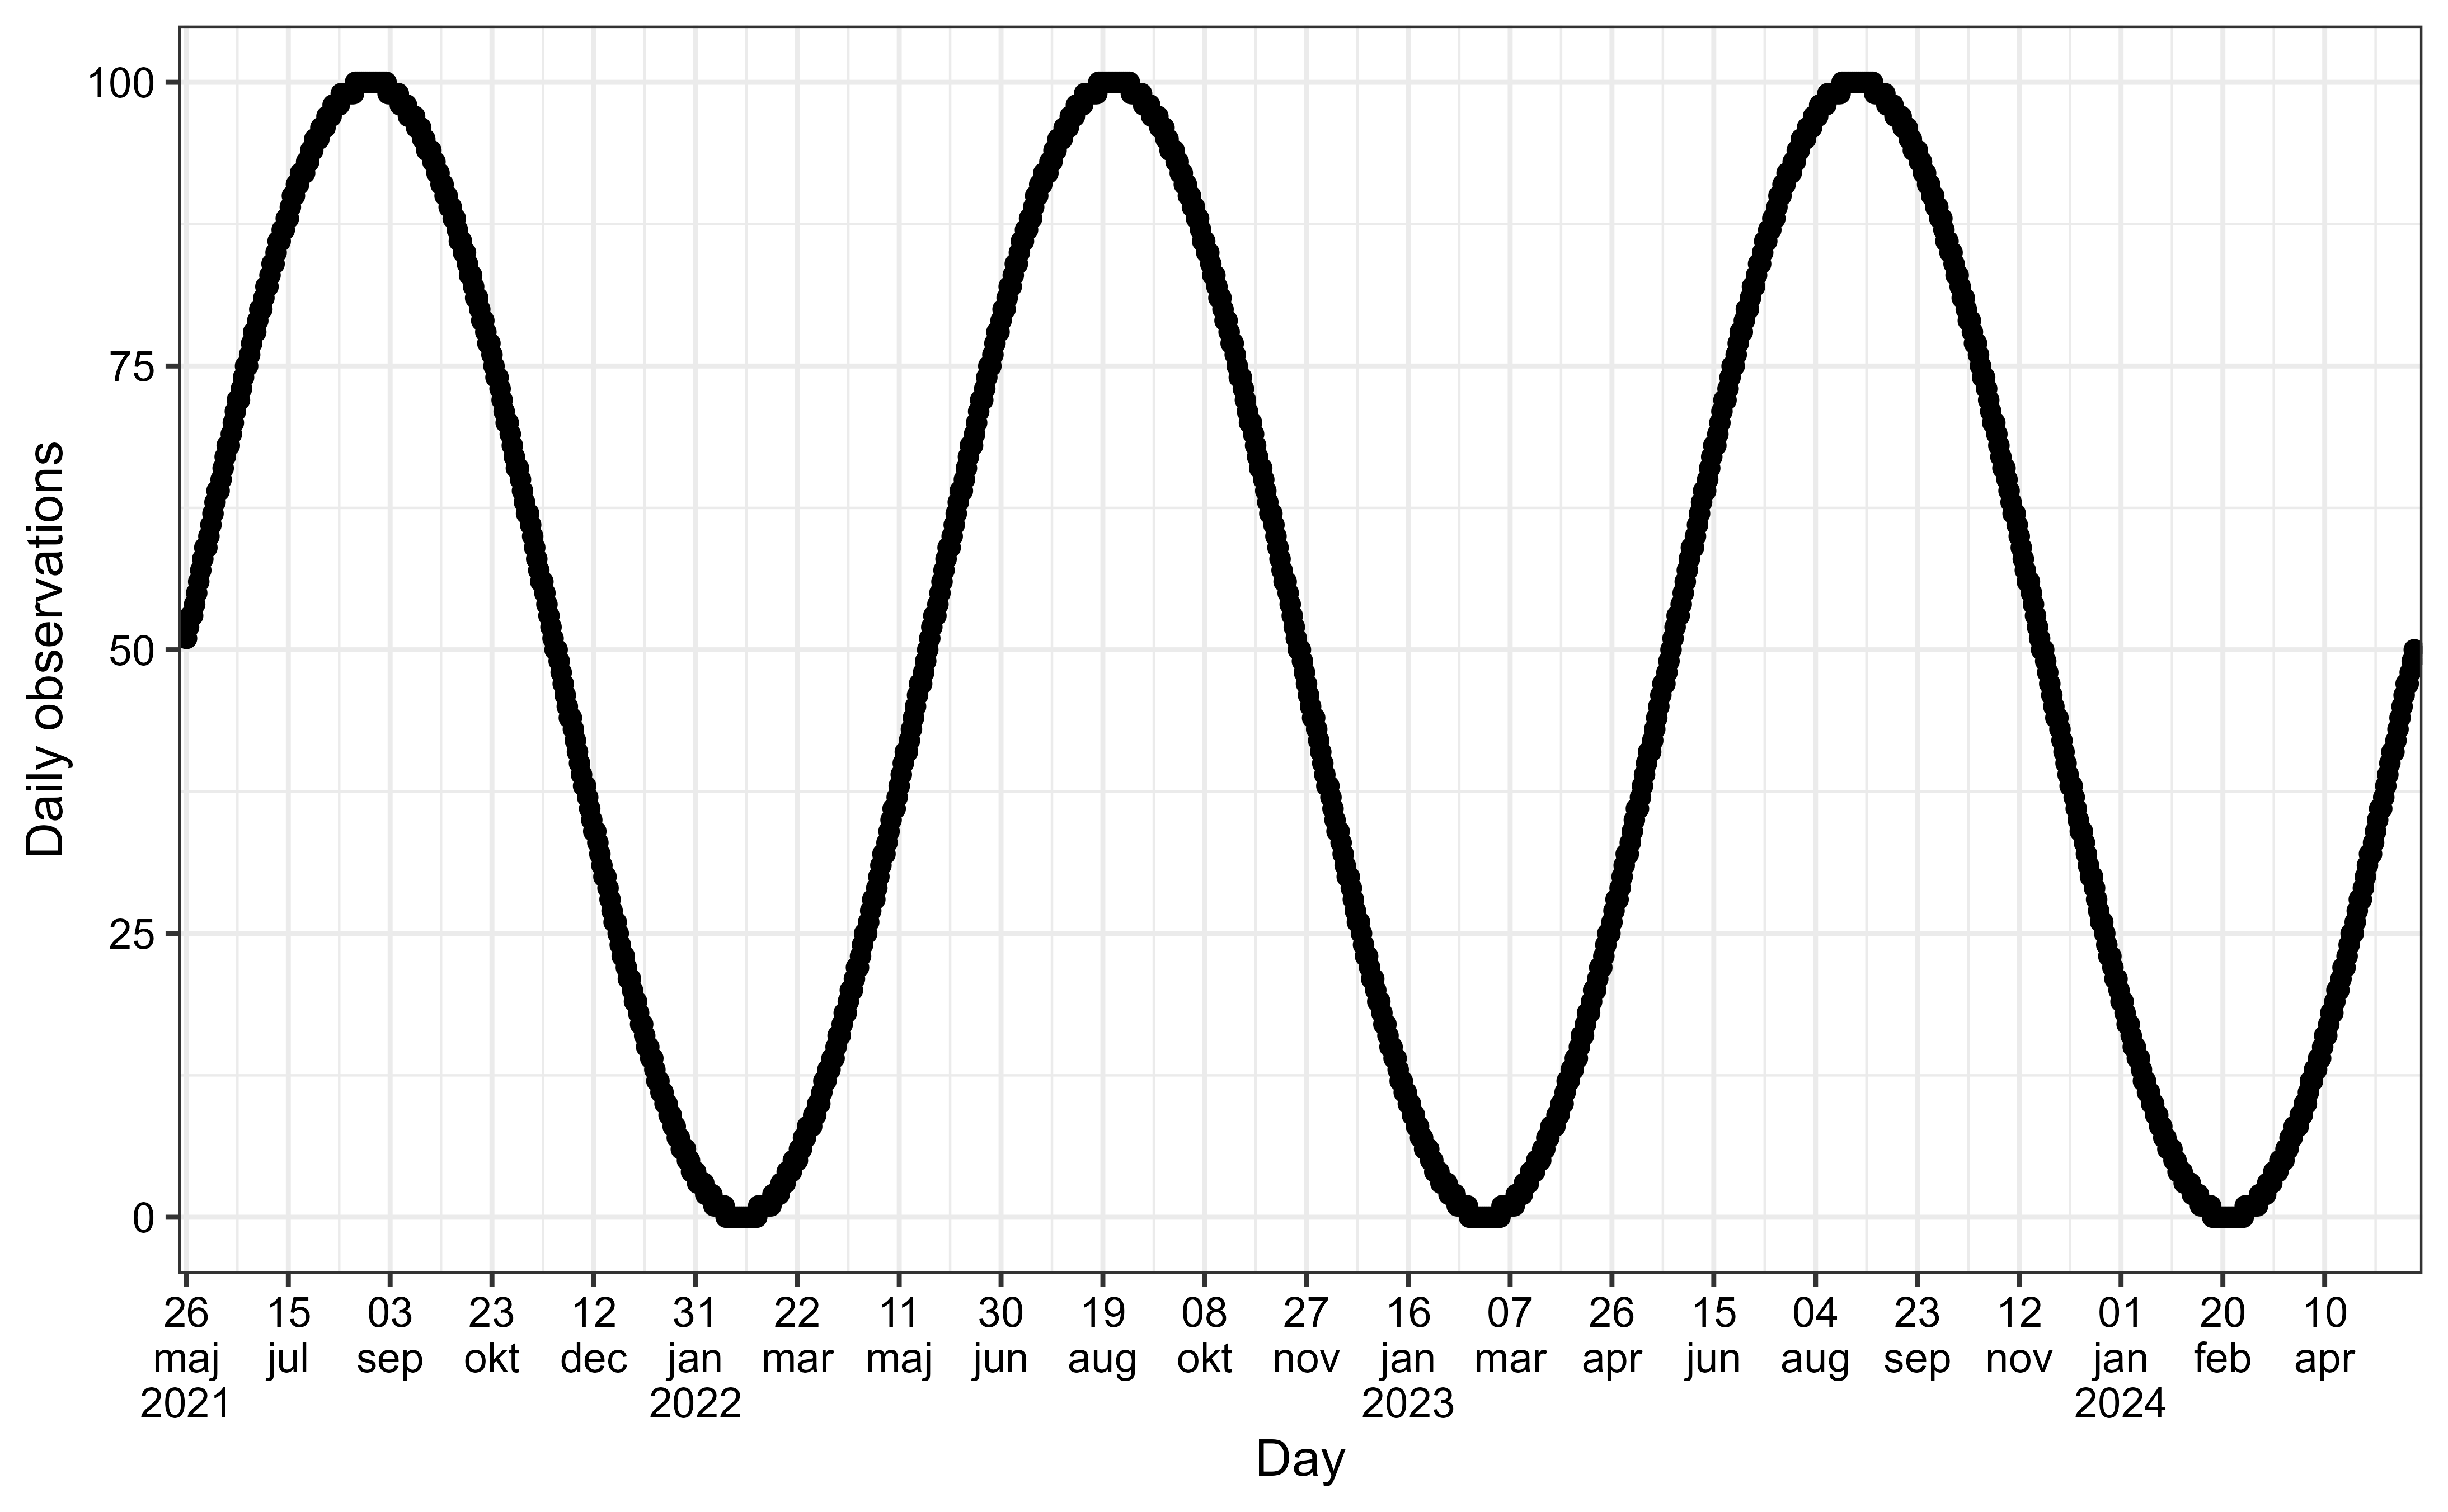 Daily observations
100
75
50
25
0
26 15 03 23 12 31 22 11 30 19 08 27 16 07 26 15 04 23 12 01 20 10
maj jul sep okt dec jan mar maj jun aug okt nov jan mar apr jun aug sep nov jan feb apr
2021 2022 2023 2024
Day